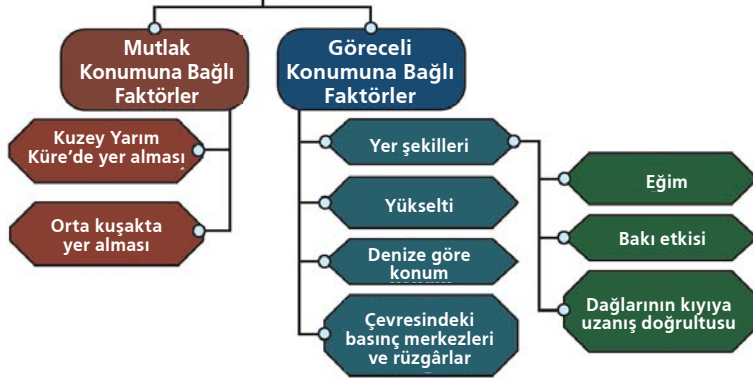 Mutlak
Konumuna Bağlı
Faktörler
Kuzey Yarım
Küre'de yer alması
Orta kuşakta
yer alması
Göreceli
Konumuna Bağlı
Faktörler
Yer şekilleri
Yükselti
Denize göre
konum
Çevresindeki
basınç merkezleri
ve rüzgârlar
Eğim
Bakı etkisi
Dağlarının kıyıya
uzanış doğrultusu